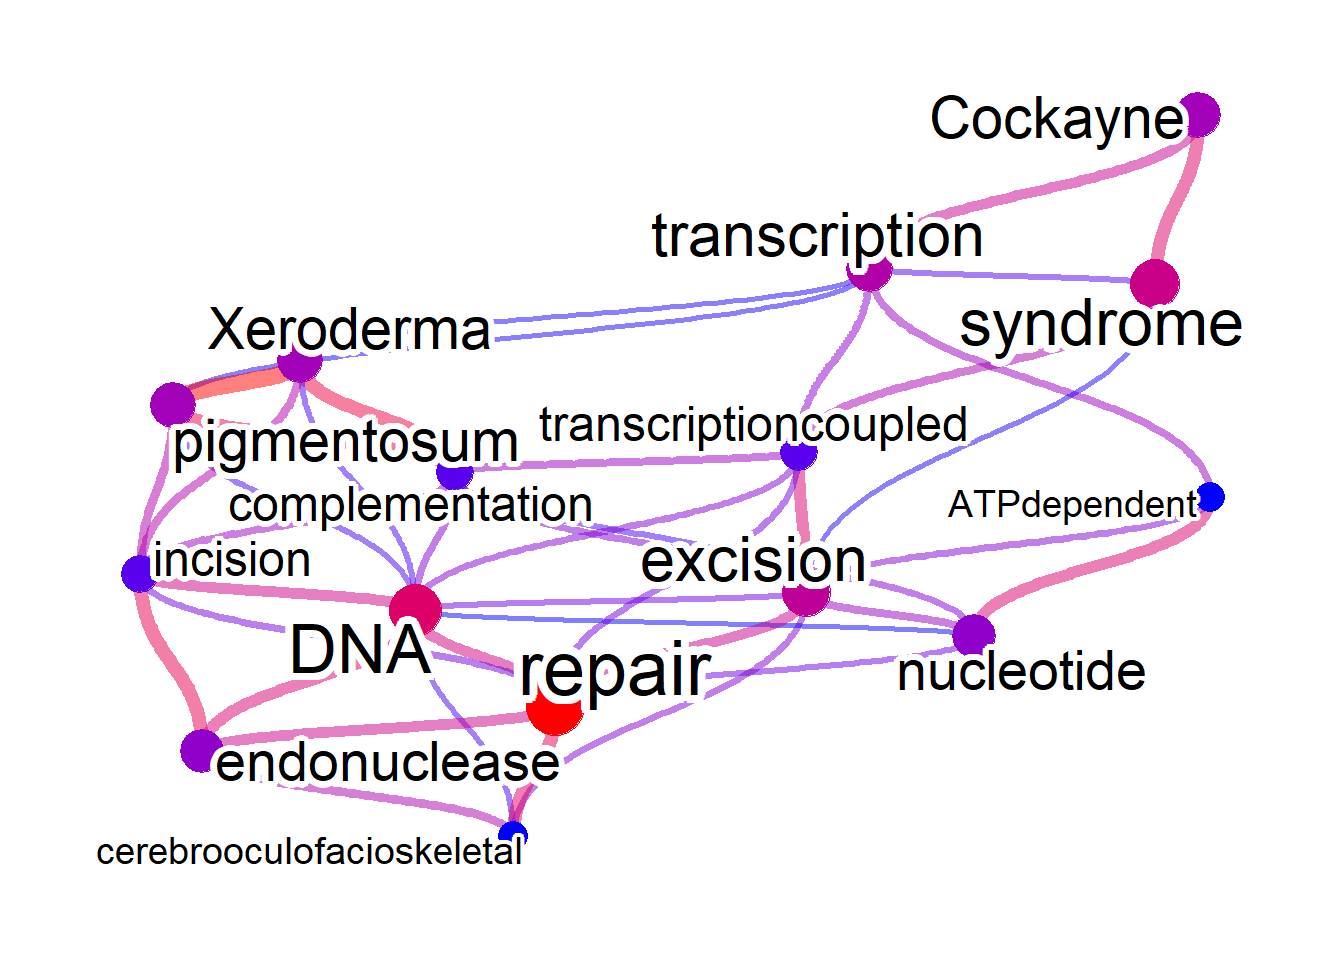 Cockayne
transcription
syndrome
Xeroderma
transcriptioncoupled
pigmentosum
complementation
ATPdependent
incision
excision
DNA
repair
nucleotide
endonuclease
cerebrooculofacioskeletal